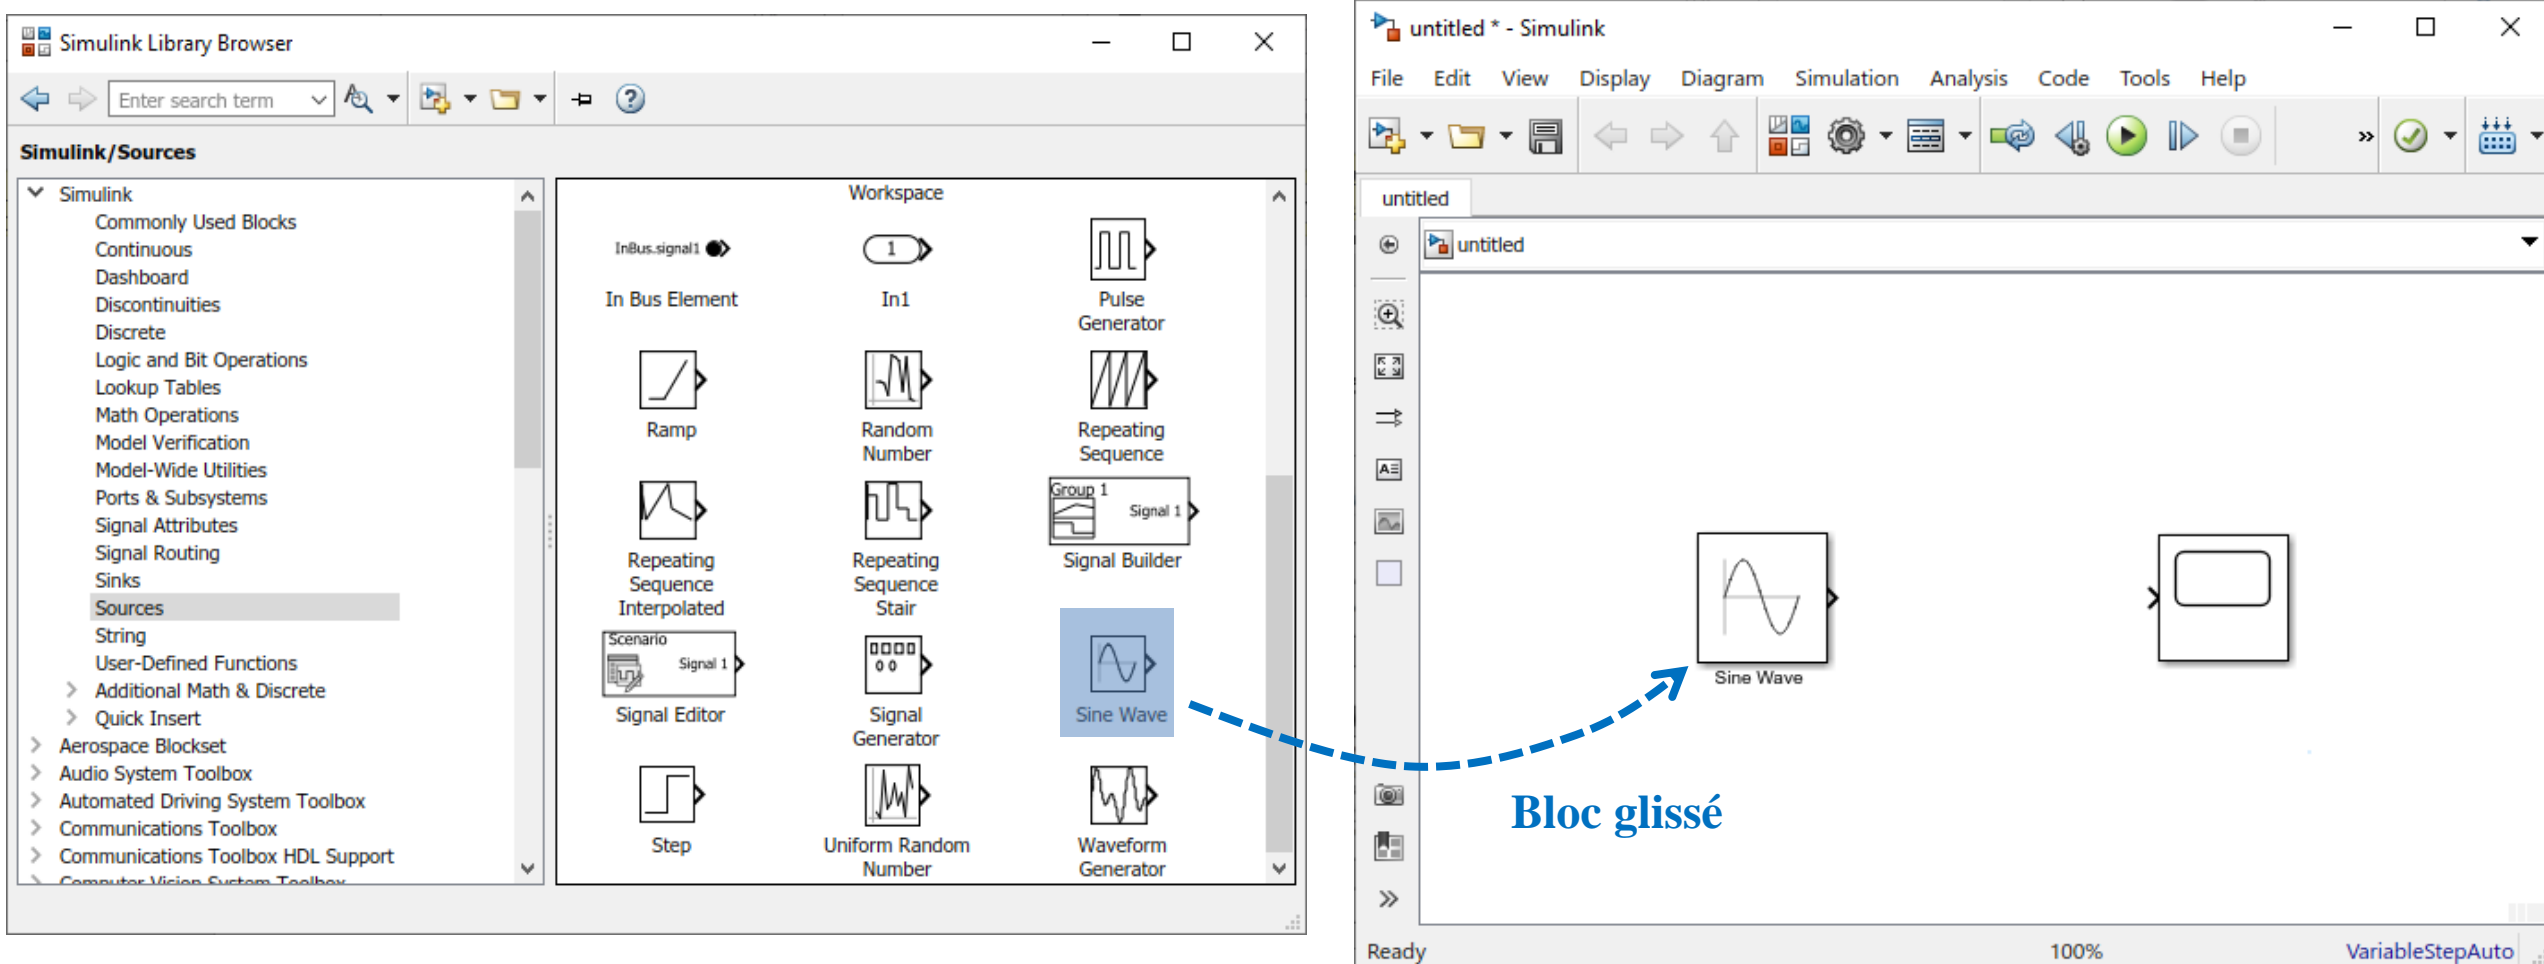 Simulink Library Browser
Enter search term
Simulink/Sources
Simulink
Commonly Used Blocks
Continuous
Dashboard
Discontinuities
Discrete
Logic and Bit Operations
Lookup Tables
Math Operations
Model Verification
Model-Wide Utilities
Ports & Subsystems
Signal Attributes
Signal Routing
Sinks
Sources
String
User-Defined Functions
Additional Math & Discrete
Quick Insert
Aerospace Blockset
Audio System Toolbox
Automated Driving System Toolbox
Communications Toolbox
Communications Toolbox HDL Support
Computer Vision System Toolbox
Workspace
InBus.signal1
In Bus Element
1
In1
Pulse
Generator
Ramp
Random
Number
Repeating
Sequence
Repeating
Sequence
Interpolated
Repeating
Sequence
Stair
Group 1
Signal 1
Signal Builder
Scenario
Signal 1
Signal Editor
Signal
Generator
Sine Wave
Step
Uniform Random
Number
Waveform
Generator
untitled * - Simulink
File Edit View Display Diagram Simulation Analysis Code Tools Help
untitled
untitled
Sine Wave
Bloc glissé
Ready
100%
VariableStepAuto